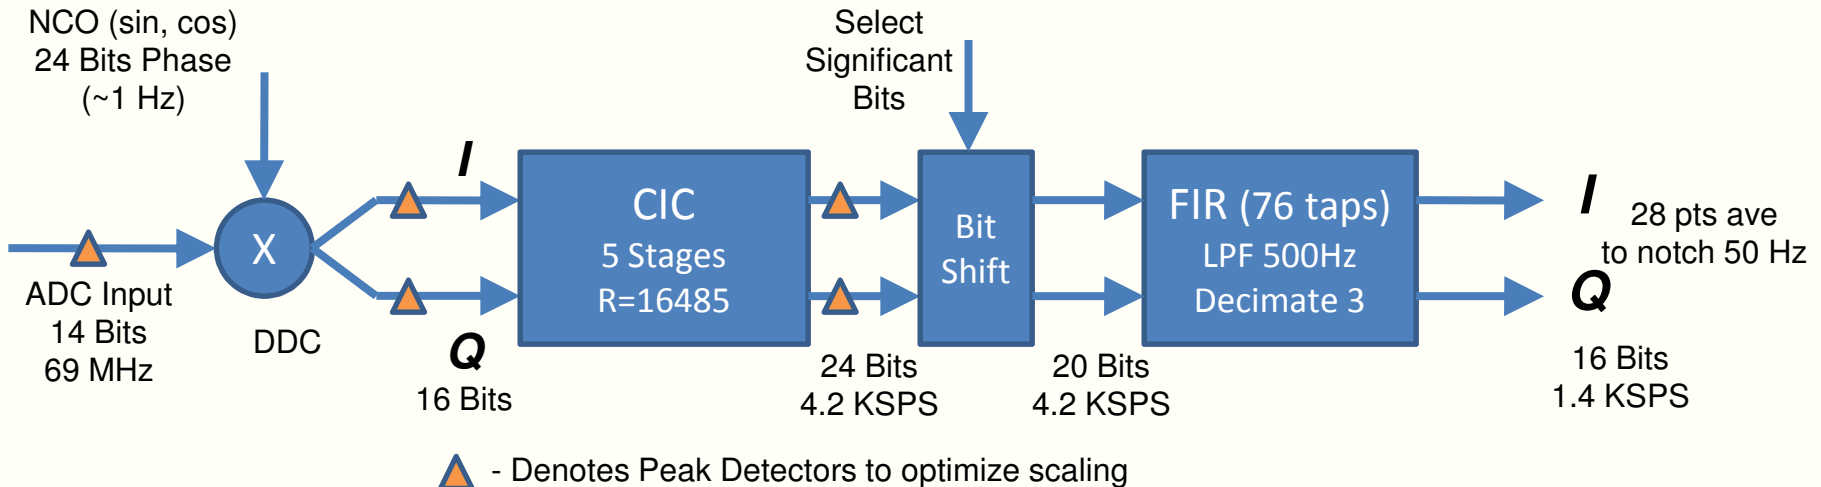 NCO (sin, cos)
24 Bits Phase
(~1 Hz)
ADC Input
14 Bits
69 MHz
X
DDC
I
Q
16 Bits
CIC
5 Stages
R=16485
24 Bits
4.2 KSPS
Select
Significant
Bits
Bit
Shift
20 Bits
4.2 KSPS
FIR (76 taps)
LPF 500Hz
Decimate 3
I
28 pts ave
to notch 50 Hz
Q
16 Bits
1.4 KSPS
- Denotes Peak Detectors to optimize scaling